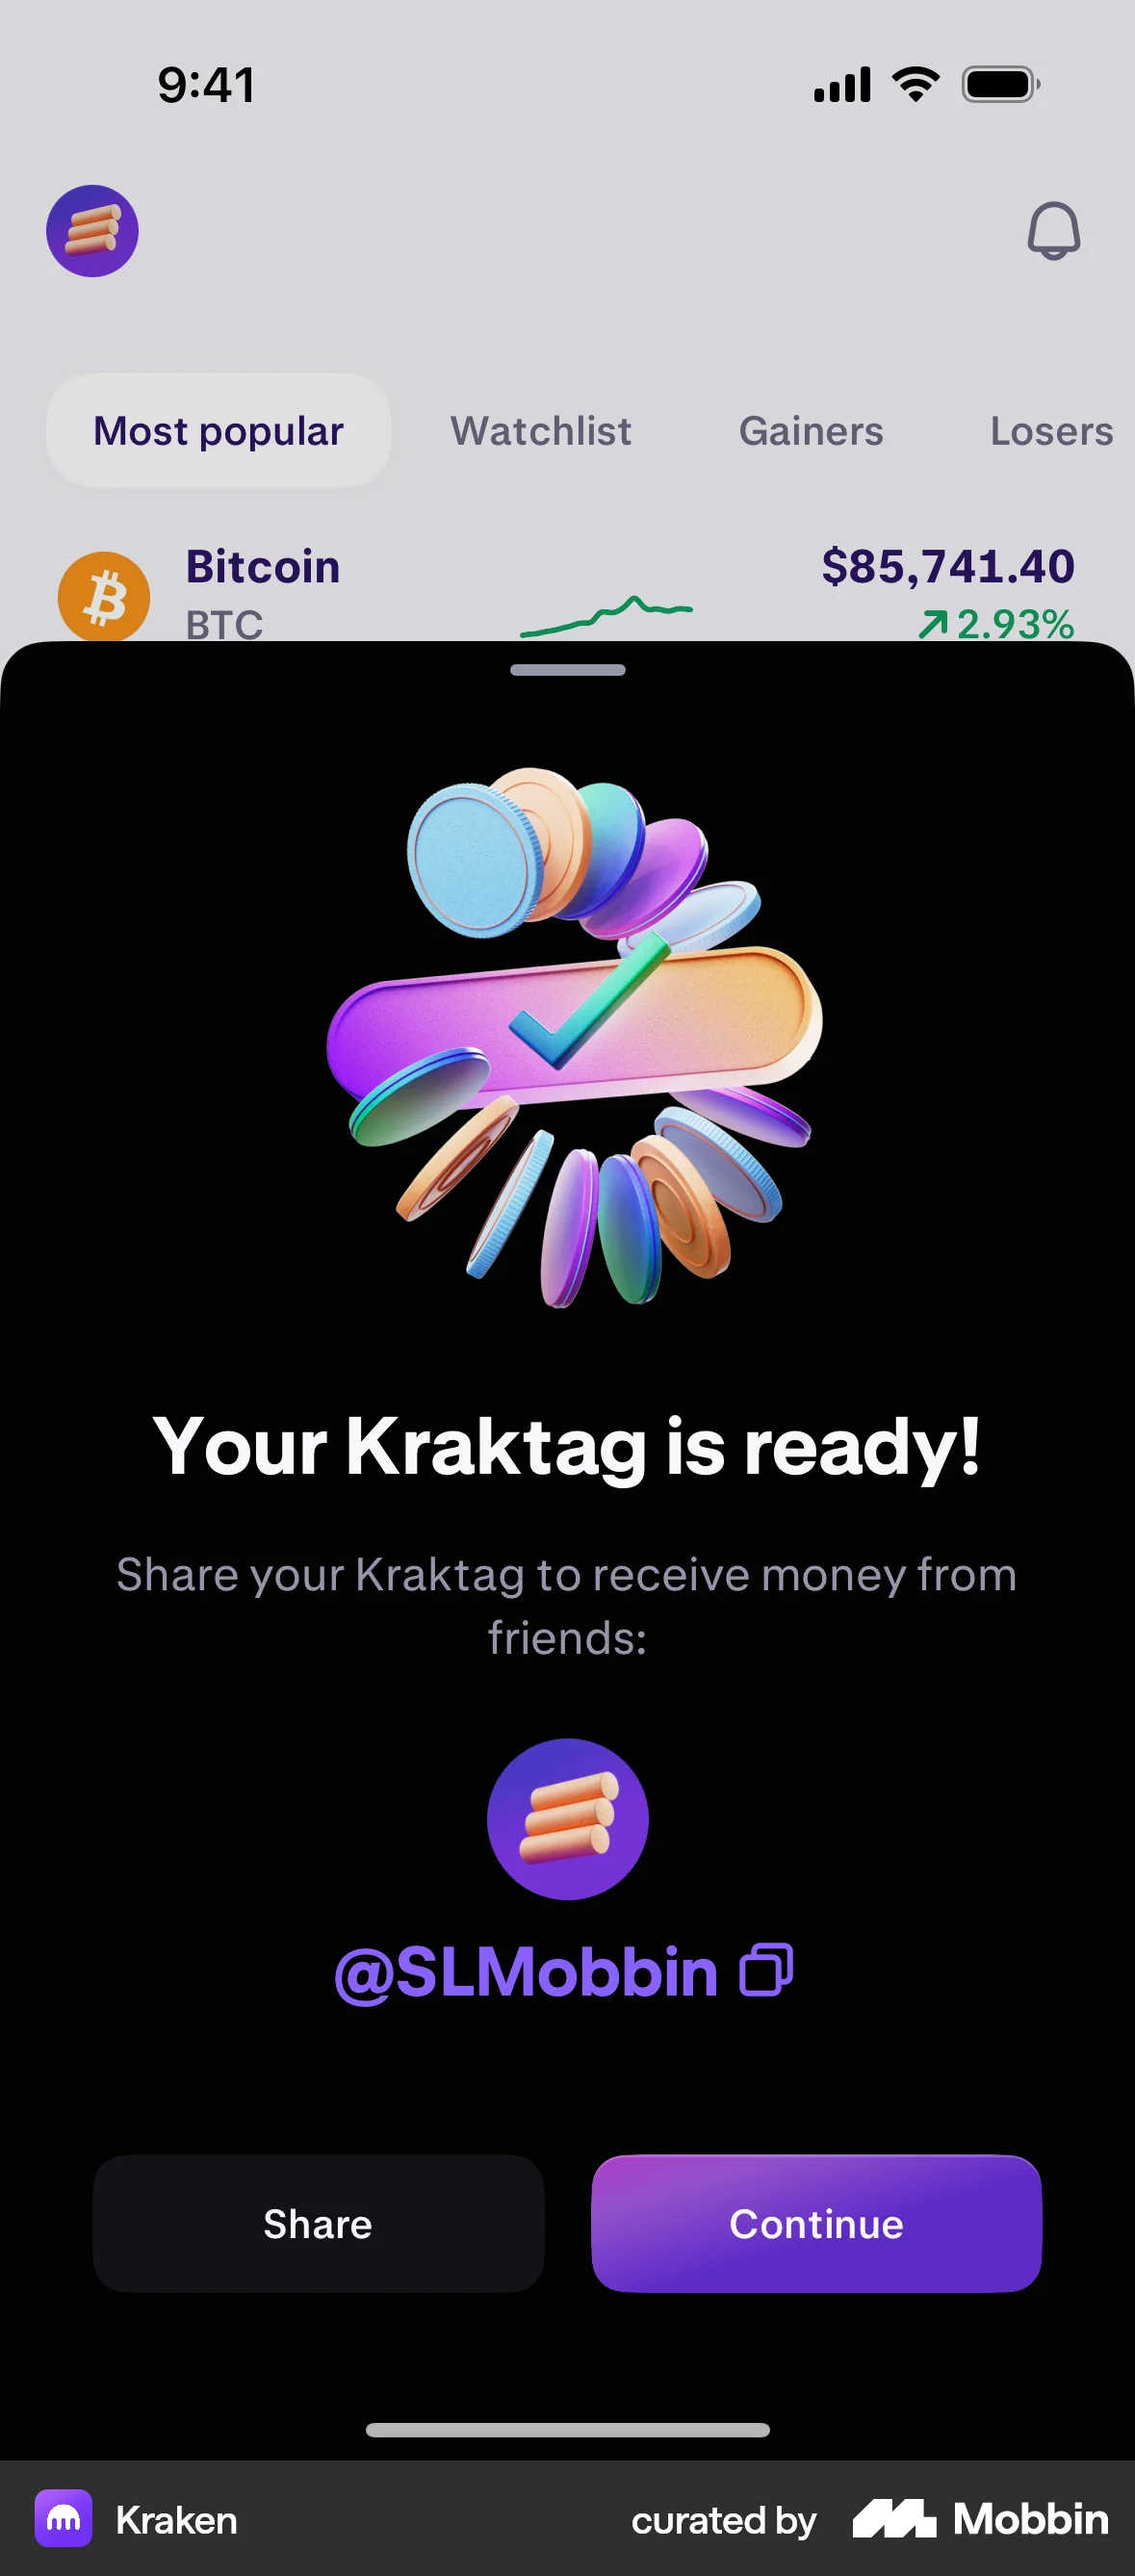 9:41
Most popular Watchlist Gainers Losers
Bitcoin $85,741.40
BTC 2.93%
Your Kraktag is ready!
Share your Kraktag to receive money from
friends:
@SLMobbin
Share Continue
Kraken curated by Mobbin